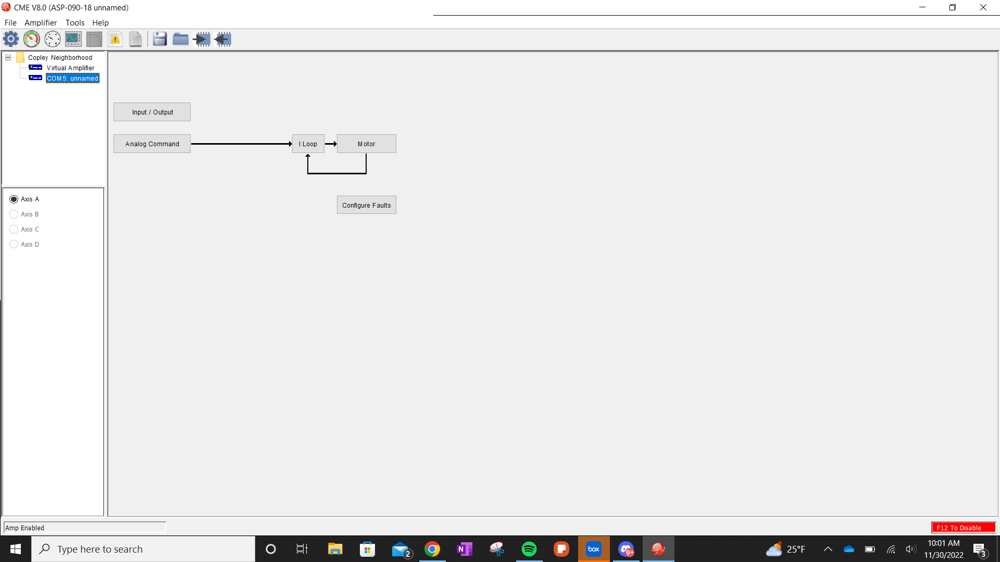 CME V8.0 (ASP-090-18 unnamed)
File Amplifier Tools Help
Copley Neighborhood
Virtual Amplifier
COM5: unnamed
Input / Output
Analog Command
I Loop
Motor
Configure Faults
Axis A
Axis B
Axis C
Axis D
Amp Enabled
F12 To Disable
Type here to search
2
N
box
9+
25°F
10:01 AM
11/30/2022
3